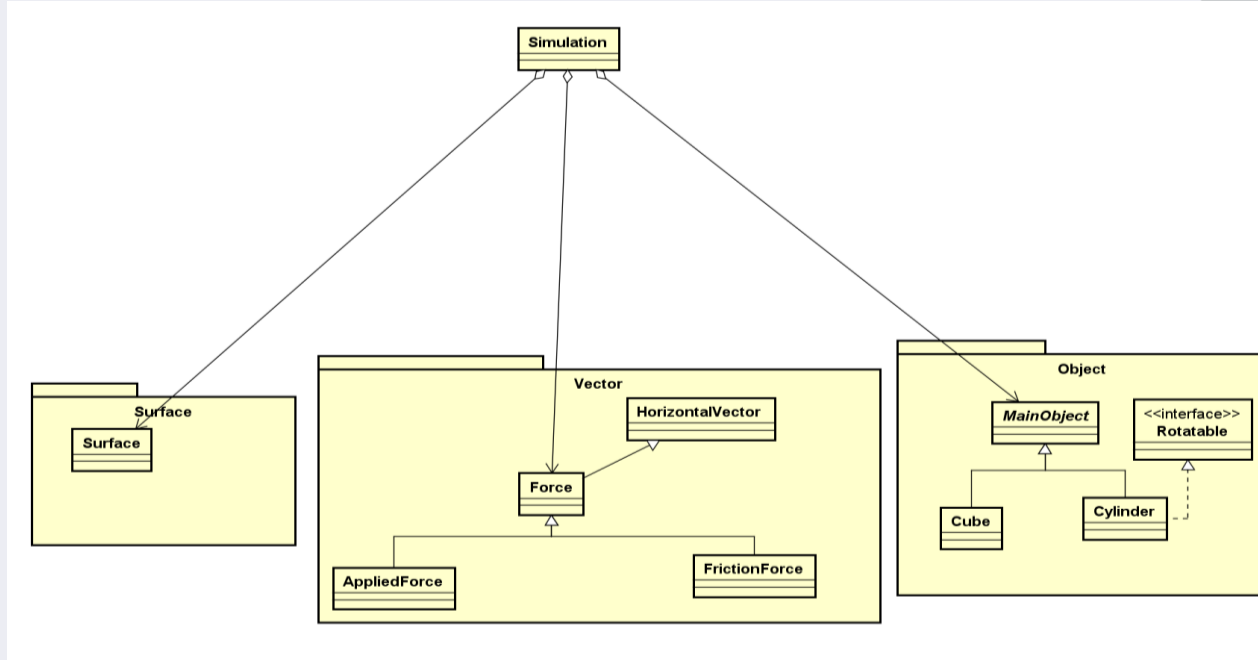 Simulation
Surface
Surface
Vector
HorizontalVector
Force
AppliedForce
FrictionForce
Object
MainObject
<<interface>>
Rotatable
Cube
Cylinder